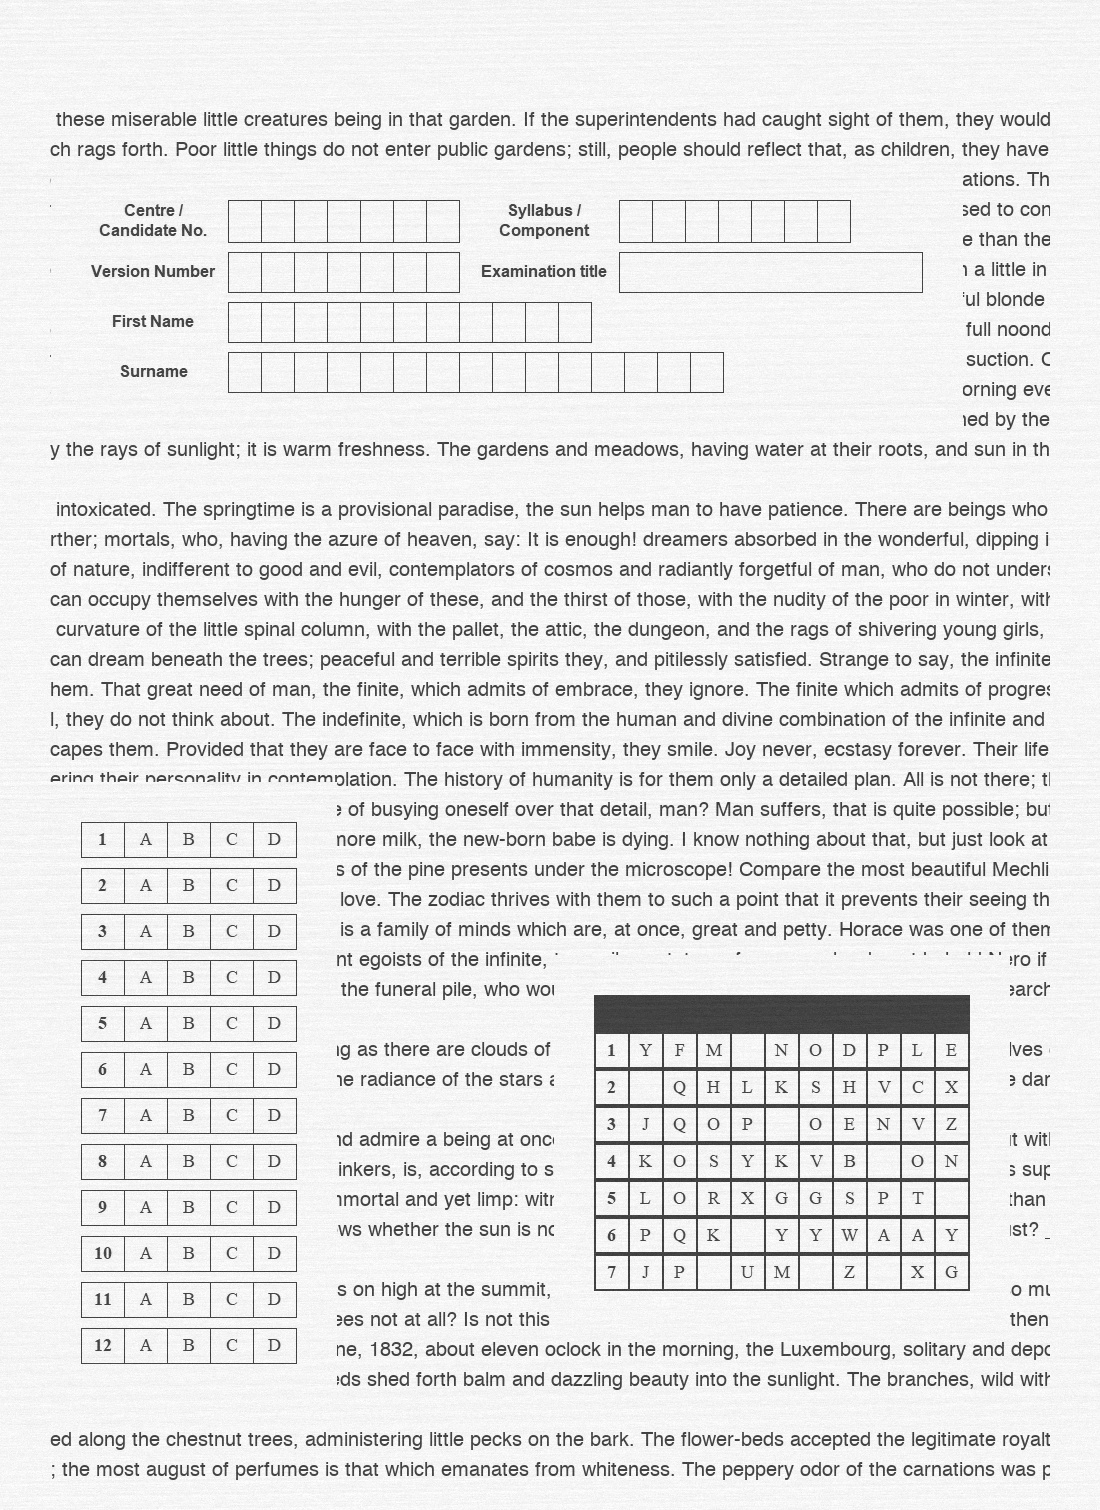 these miserable little creatures being in that garden. If the superintendents had caught sight of them, they would
ch rags forth. Poor little things do not enter public gardens; still, people should reflect that, as children, they have
ations. Th
sed to con
e than the
a little in
ful blonde
full noond
suction.
orning eve
ned by the
Centre / Candidate No.
Syllabus / Component
Version Number
Examination title
First Name
Surname
y the rays of sunlight; it is warm freshness. The gardens and meadows, having water at their roots, and sun in th
intoxicated. The springtime is a provisional paradise, the sun helps man to have patience. There are beings who
rther; mortals, who, having the azure of heaven, say: It is enough! dreamers absorbed in the wonderful, dipping i
of nature, indifferent to good and evil, contemplators of cosmos and radiantly forgetful of man, who do not unders
can occupy themselves with the hunger of these, and the thirst of those, with the nudity of the poor in winter, with
curvature of the little spinal column, with the pallet, the attic, the dungeon, and the rags of shivering young girls,
can dream beneath the trees; peaceful and terrible spirits they, and pitilessly satisfied. Strange to say, the infinite
hem. That great need of man, the finite, which admits of embrace, they ignore. The finite which admits of progres
l, they do not think about. The indefinite, which is born from the human and divine combination of the infinite and
capes them. Provided that they are face to face with immensity, they smile. Joy never, ecstasy forever. Their life
ering their personality in contemplation. The history of humanity is for them only a detailed plan. All is not there; t
e of busying oneself over that detail, man? Man suffers, that is quite possible; but
more milk, the new-born babe is dying. I know nothing about that, but just look at
s of the pine presents under the microscope! Compare the most beautiful Mechli
love. The zodiac thrives with them to such a point that it prevents their seeing th
is a family of minds which are, at once, great and petty. Horace was one of them
nt egoists of the infinite, ero if
the funeral pile, who wou earch
ng as there are clouds of lves
he radiance of the stars a e dar
nd admire a being at once t with
inkers, is, according to s s sup
mmortal and yet limp: witn than
ws whether the sun is no ust? _
s on high at the summit, o mu
ees not at all? Is not this then
ne, 1832, about eleven oclock in the morning, the Luxembourg, solitary and depo
eds shed forth balm and dazzling beauty into the sunlight. The branches, wild with
1 A B C D
2 A B C D
3 A B C D
4 A B C D
5 A B C D
6 A B C D
7 A B C D
8 A B C D
9 A B C D
10 A B C D
11 A B C D
12 A B C D
1 Y F M N O D P L E
2 Q H L K S H V C X
3 J Q O P O E N V Z
4 K O S Y K V B O N
5 L O R X G G S P T
6 P Q K Y Y W A A Y
7 J P U M Z X G
ed along the chestnut trees, administering little pecks on the bark. The flower-beds accepted the legitimate royalt
; the most august of perfumes is that which emanates from whiteness. The peppery odor of the carnations was p